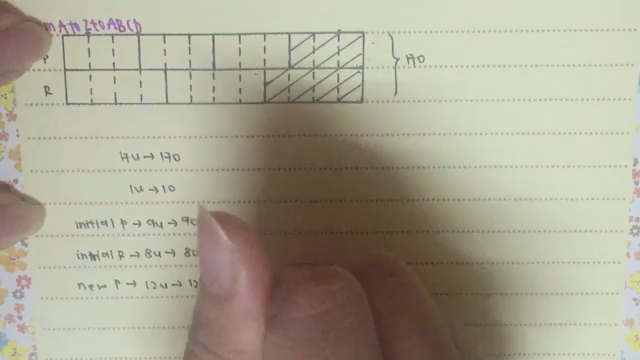 P
R
170
17u → 170
1u → 10
initial P → 9u → 90
initial R → 8u → 80
new P → 12u →